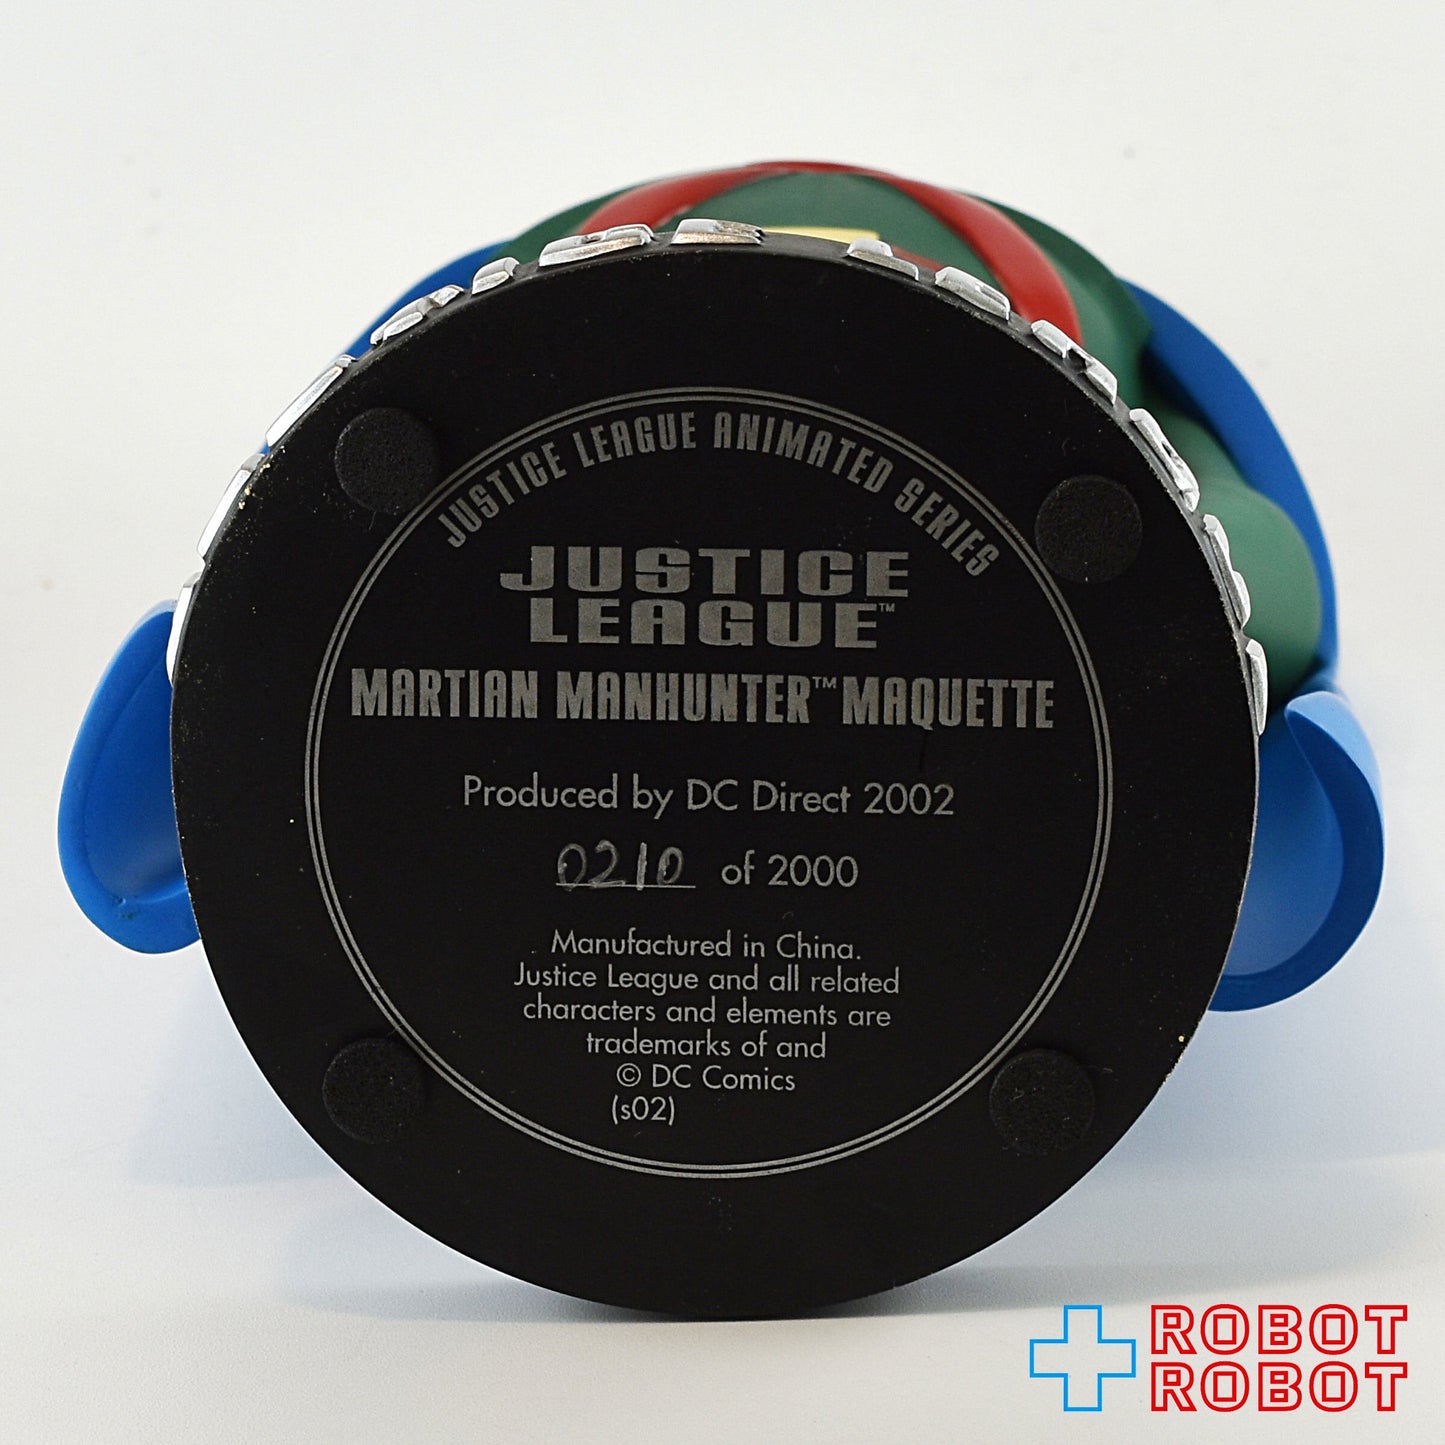 JUSTICE LEAGUE ANIMATED SERIES
JUSTICE
LEAGUE™
MARTIAN MANHUNTER™ MAQUETTE
Produced by DC Direct 2002
0210 of 2000
Manufactured in China.
Justice League and all related
characters and elements are
trademarks of and
© DC Comics
(s02)
ROBOT
ROBOT